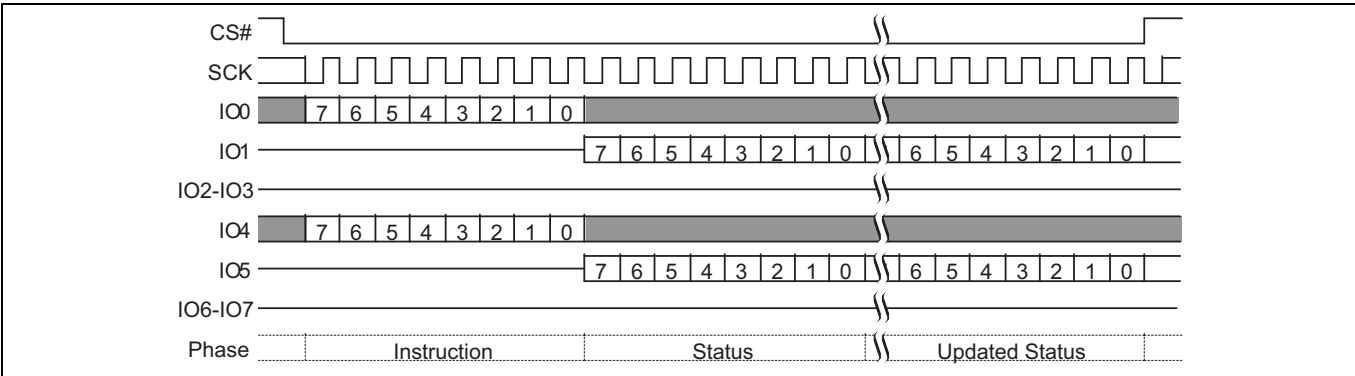 CS#
SCK
IO0 7 6 5 4 3 2 1 0
IO1 7 6 5 4 3 2 1 0 6 5 4 3 2 1 0
IO2-IO3
IO4 7 6 5 4 3 2 1 0
IO5 7 6 5 4 3 2 1 0 6 5 4 3 2 1 0
IO6-IO7
Phase Instruction Status Updated Status